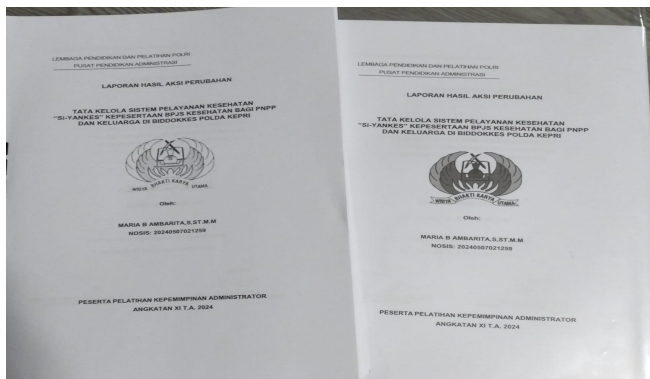 LEMBAGA PENDIDIKAN DAN PELATIHAN POLRI
PUSAT PENDIDIKAN ADMINISTRASI
LAPORAN HASIL AKSI PERUBAHAN
TATA KELOLA SISTEM PELAYANAN KESEHATAN
"Si-YANKES" KEPESERTAAN BPJS KESEHATAN BAGI PNPP
DAN KELUARGA DI BIDDOKKES POLDA KEPRI
WIDYA BHAKTI KARYA UTAMA
Oleh:
MARIA B AMBARITA,S,ST.M.M
NOSIS: 20240507021259
PESERTA PELATIHAN KEPEMIMPINAN ADMINISTRATOR
ANGKATAN XI T.A. 2024
LEMBAGA PENDIDIKAN DAN PELATIHAN POLRI
PUSAT PENDIDIKAN ADMINISTRASI
LAPORAN HASIL AKSI PERUBAHAN
TATA KELOLA SISTEM PELAYANAN KESEHATAN
"Si-YANKES" KEPESERTAAN BPJS KESEHATAN BAGI PNPP
DAN KELUARGA DI BIDDOKKES POLDA KEPRI
WIDYA BHAKTI KARYA UTAMA
Oleh:
MARIA B AMBARITA,S,ST.M.M
NOSIS: 20240507021259
PESERTA PELATIHAN KEPEMIMPINAN ADMINISTRATOR
ANGKATAN XI T.A. 2024